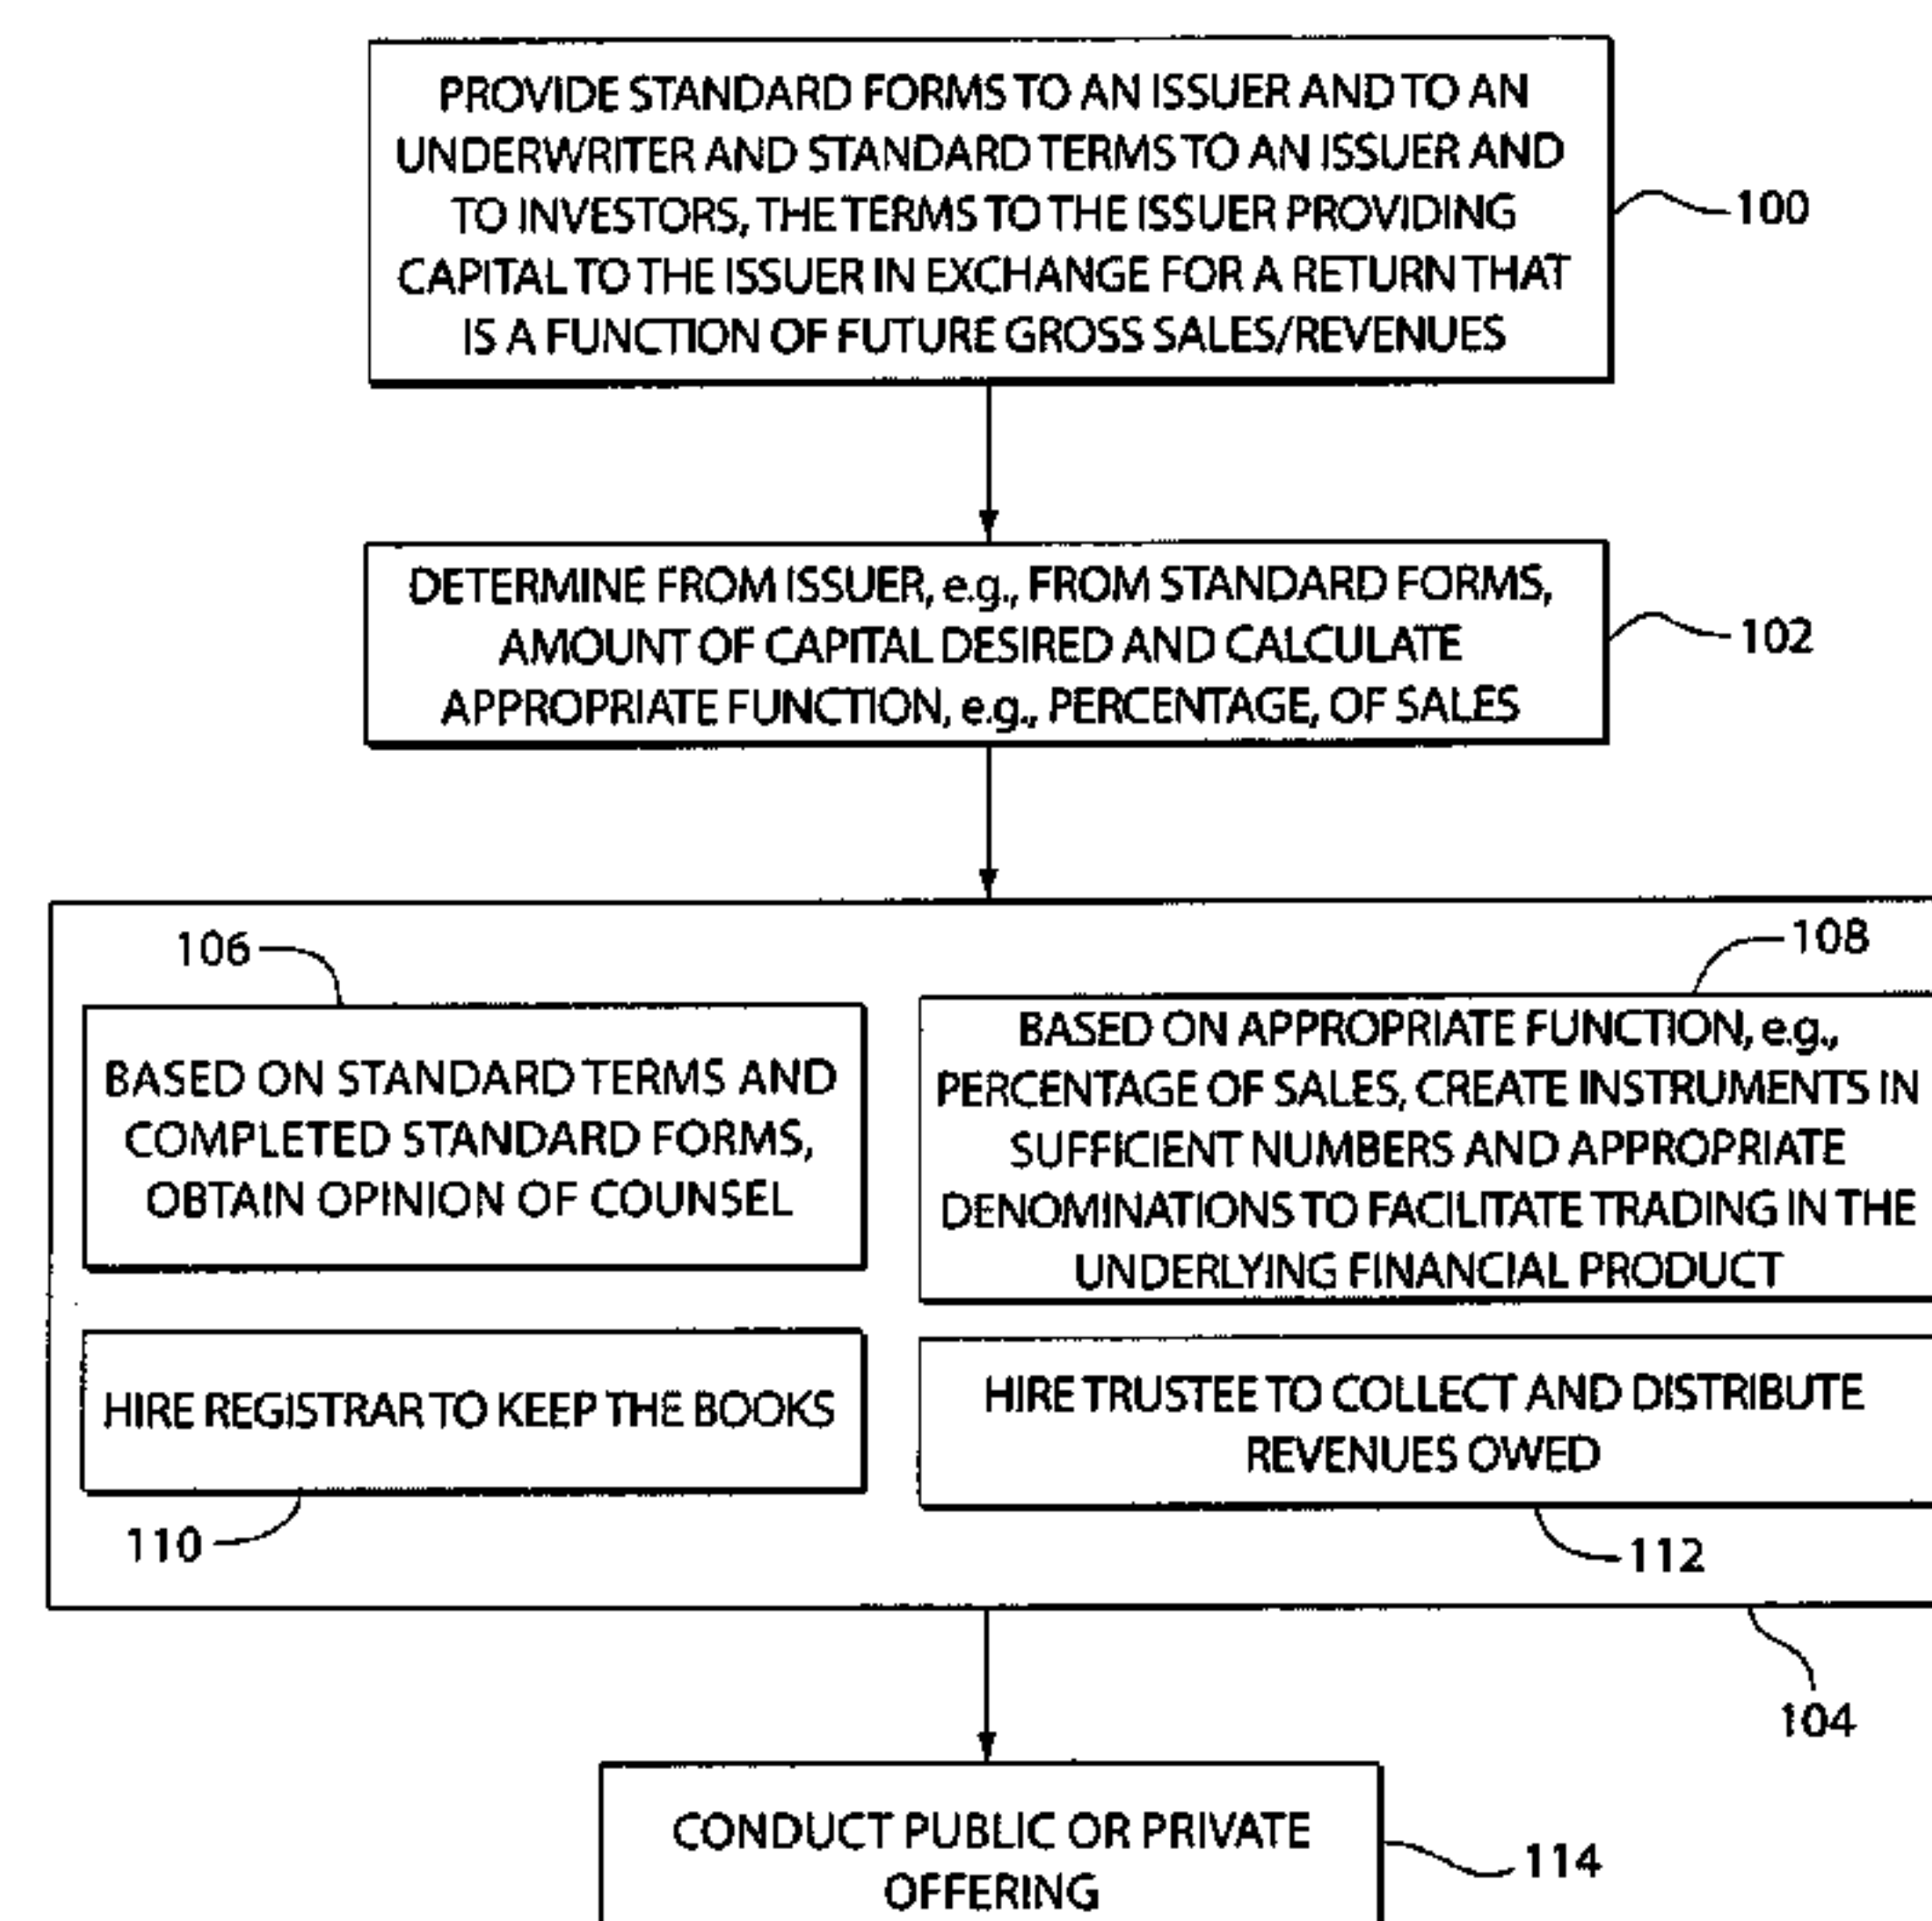 PROVIDE STANDARD FORMS TO AN ISSUER AND TO AN
UNDERWRITER AND STANDARD TERMS TO AN ISSUER AND
TO INVESTORS, THE TERMS TO THE ISSUER PROVIDING
CAPITAL TO THE ISSUER IN EXCHANGE FOR A RETURN THAT
IS A FUNCTION OF FUTURE GROSS SALES/REVENUES
100
DETERMINE FROM ISSUER, e.g., FROM STANDARD FORMS,
AMOUNT OF CAPITAL DESIRED AND CALCULATE
APPROPRIATE FUNCTION, e.g., PERCENTAGE, OF SALES
102
106
BASED ON STANDARD TERMS AND
COMPLETED STANDARD FORMS,
OBTAIN OPINION OF COUNSEL
108
BASED ON APPROPRIATE FUNCTION, e.g.,
PERCENTAGE OF SALES, CREATE INSTRUMENTS IN
SUFFICIENT NUMBERS AND APPROPRIATE
DENOMINATIONS TO FACILITATE TRADING IN THE
UNDERLYING FINANCIAL PRODUCT
HIRE REGISTRAR TO KEEP THE BOOKS
110
HIRE TRUSTEE TO COLLECT AND DISTRIBUTE
REVENUES OWED
112
104
CONDUCT PUBLIC OR PRIVATE
OFFERING
114